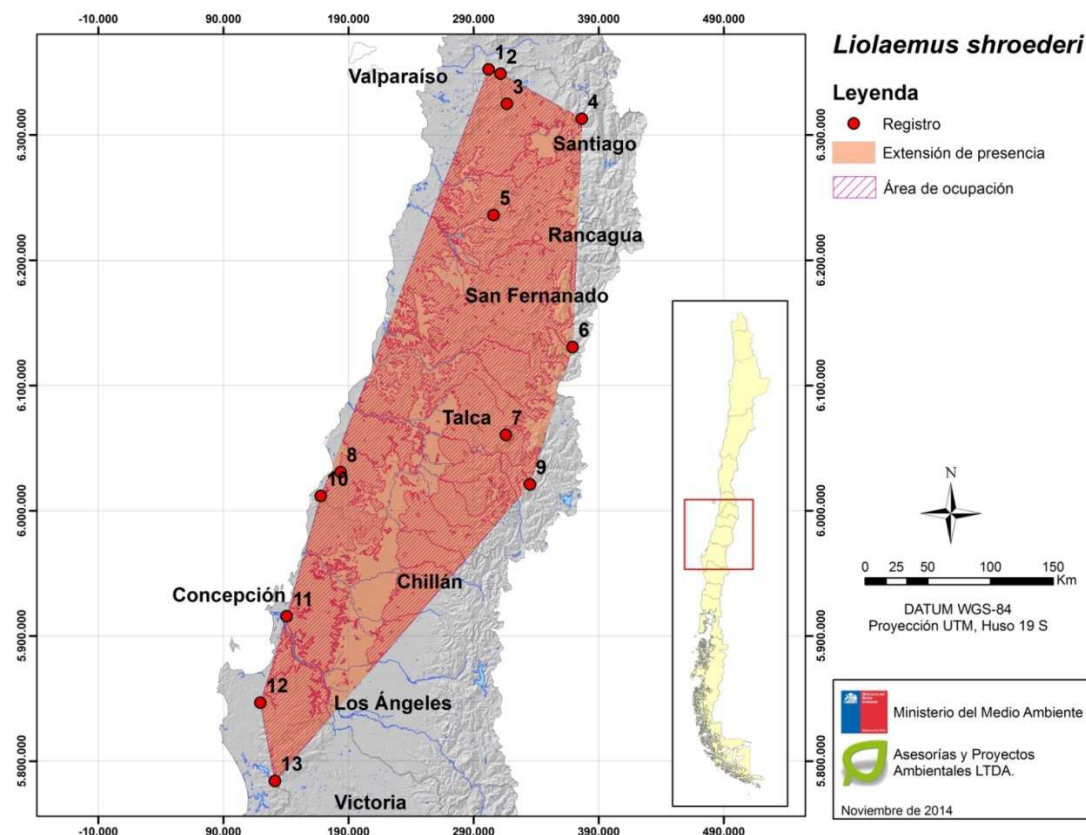 -10.000 90.000 190.000 290.000 390.000 490.000
Liolaemus shroederi
Leyenda
Registro
Extensión de presencia
Área de ocupación
Valparaíso
1 2
3
4
Santiago
5
Rancagua
San Fernanado
6
Talca
7
8
9
10
Chillán
Concepción
11
12
Los Ángeles
13
Victoria
6.300.000
6.200.000
6.100.000
6.000.000
5.900.000
5.800.000
6.300.000
6.200.000
6.100.000
6.000.000
5.900.000
5.800.000
-10.000 90.000 190.000 290.000 390.000 490.000
N
0 25 50 100 150
Km
DATUM WGS-84
Proyección UTM, Huso 19 S
Ministerio del Medio Ambiente
Asesorías y Proyectos
Ambientales LTDA.
Noviembre de 2014